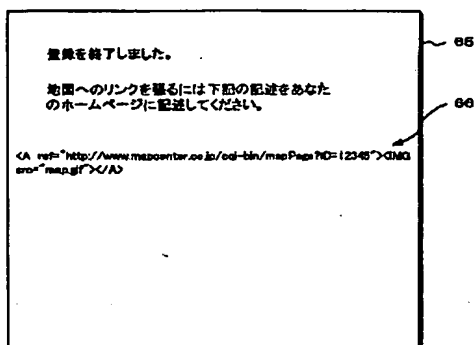 登録を終了しました。
65
地図へのリンクを張るには下記の記述をあなた
のホームページに記述してください。
66
<A ref="http://www.mapcenter.co.jp/cgi-bin/mapPage?ID=12345"><IMG
src="map.gif"></A>